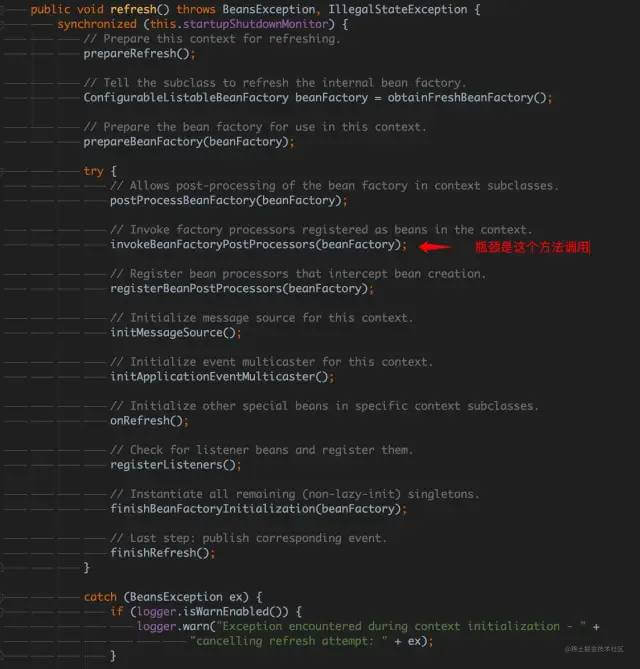 public void refresh() throws BeansException, IllegalStateException {
synchronized (this.startupShutdownMonitor) {
// Prepare this context for refreshing.
prepareRefresh();
// Tell the subclass to refresh the internal bean factory.
ConfigurableListableBeanFactory beanFactory = obtainFreshBeanFactory();
// Prepare the bean factory for use in this context.
prepareBeanFactory(beanFactory);
try {
// Allows post-processing of the bean factory in context subclasses.
postProcessBeanFactory(beanFactory);
// Invoke factory processors registered as beans in the context.
invokeBeanFactoryPostProcessors(beanFactory); 瓶颈是这个方法调用
// Register bean processors that intercept bean creation.
registerBeanPostProcessors(beanFactory);
// Initialize message source for this context.
initMessageSource();
// Initialize event multicaster for this context.
initApplicationEventMulticaster();
// Initialize other special beans in specific context subclasses.
onRefresh();
// Check for listener beans and register them.
registerListeners();
// Instantiate all remaining (non-lazy-init) singletons.
finishBeanFactoryInitialization(beanFactory);
// Last step: publish corresponding event.
finishRefresh();
}
catch (BeansException ex) {
if (logger.isWarnEnabled()) {
logger.warn("Exception encountered during context initialization - " +
"cancelling refresh attempt: " + ex);
}
@稀土掘金技术社区